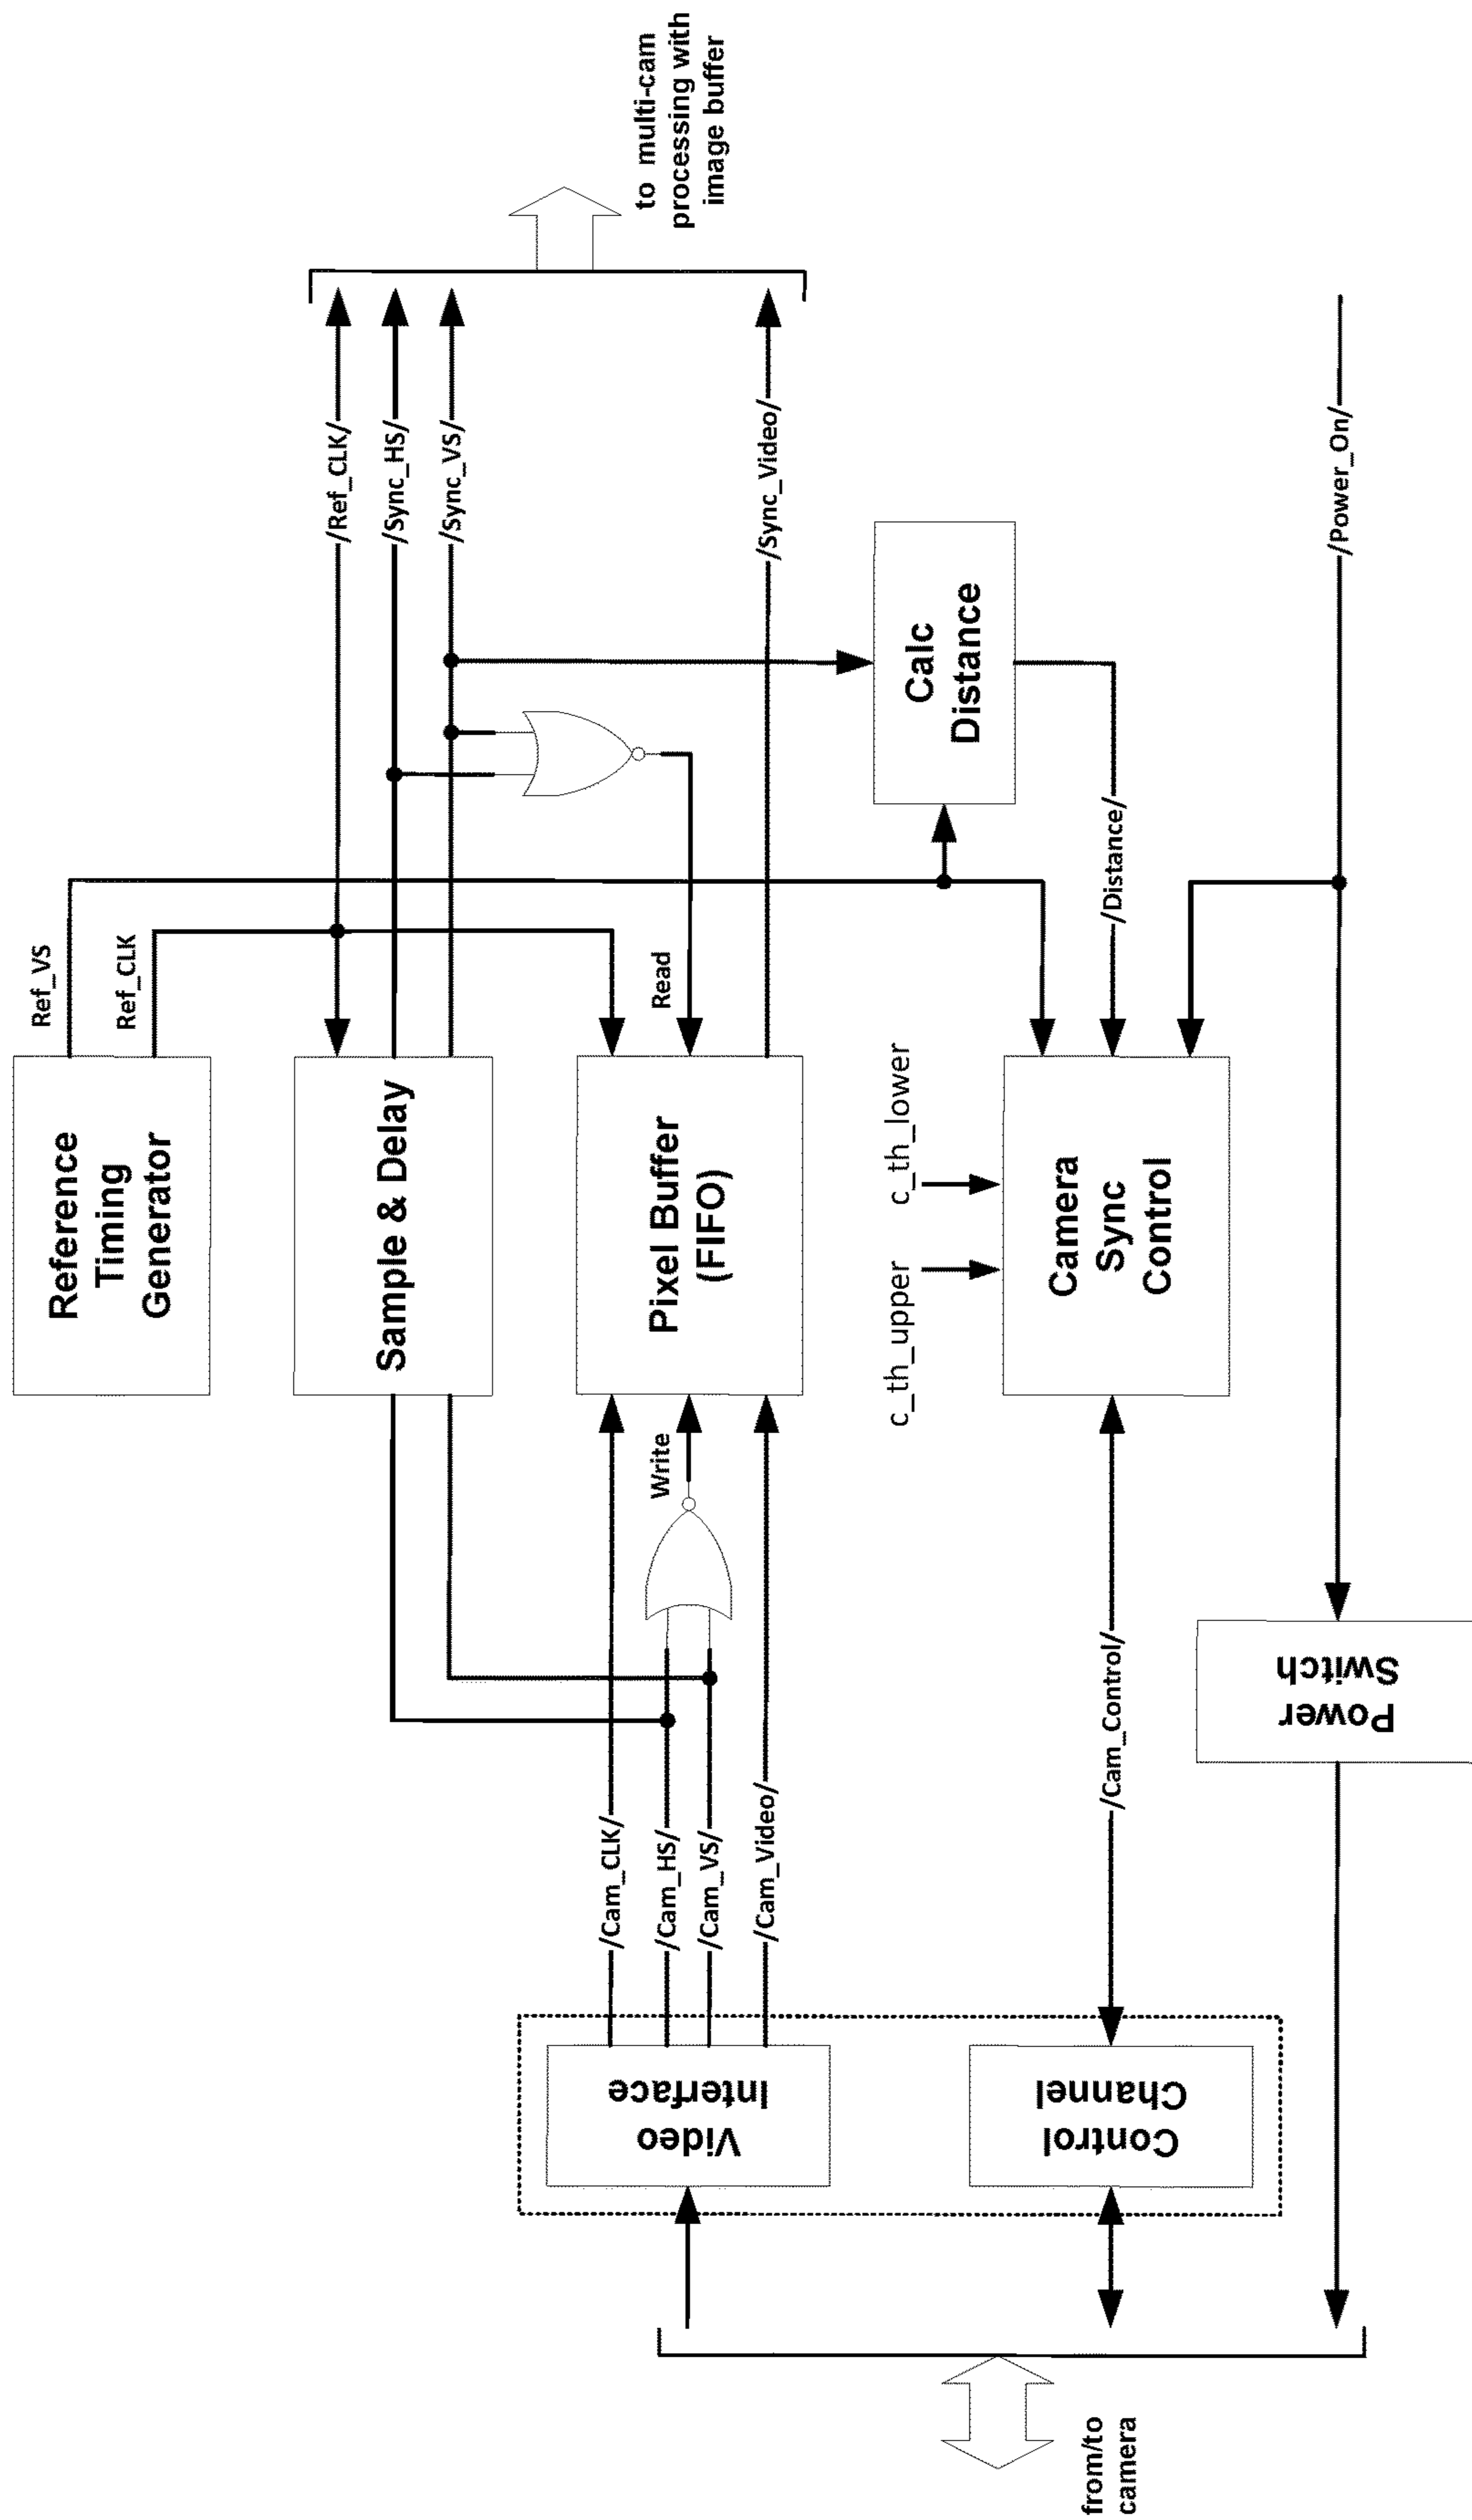 Reference
Timing
Generator
Ref_VS
Ref_CLK
Sample & Delay
/Ref_CLK/
/Sync_HS/
/Sync_VS/
to multi-cam
processing with
image buffer
/Cam_CLK/
/Cam_HS/
/Cam_VS/
/Cam_Video/
Write
Pixel Buffer
(FIFO)
Read
/Sync_Video/
Video
Interface
Calc
Distance
c_th_upper
c_th_lower
Camera
Sync
Control
/Distance/
/Cam_Control/
Control
Channel
from/to
camera
Power
Switch
/Power_On/